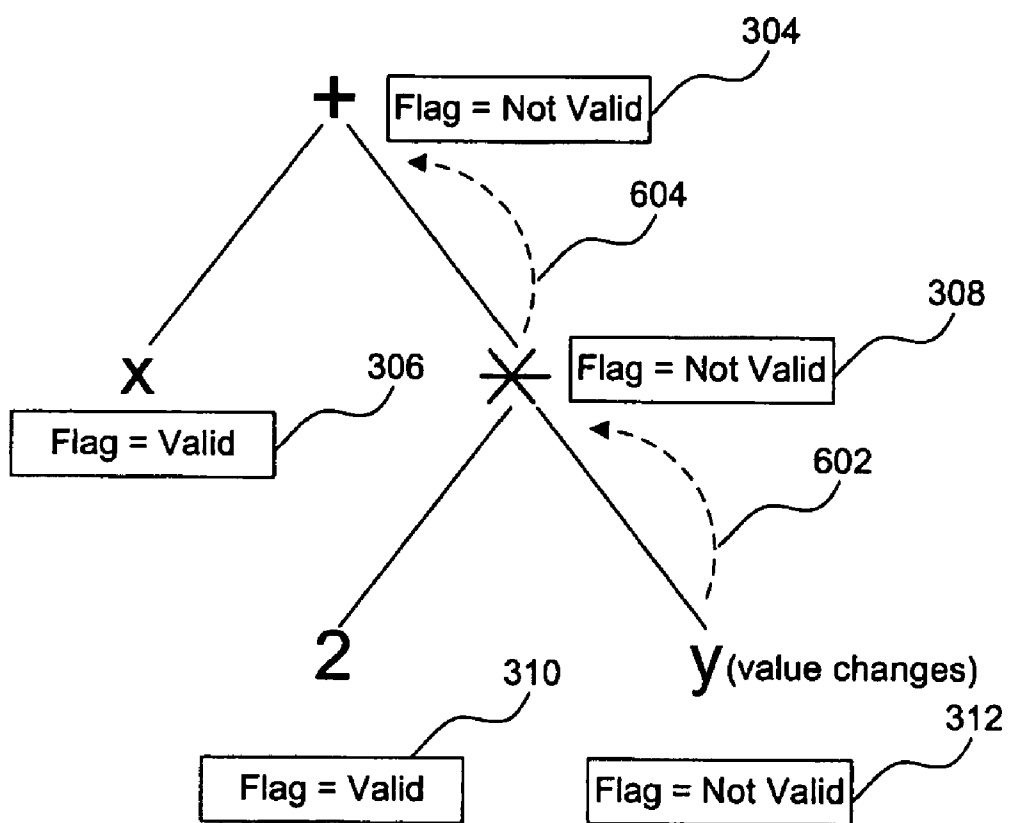 304
+ Flag = Not Valid
604
308
x 306 * Flag = Not Valid
Flag = Valid
602
2 y (value changes)
310
312
Flag = Valid Flag = Not Valid